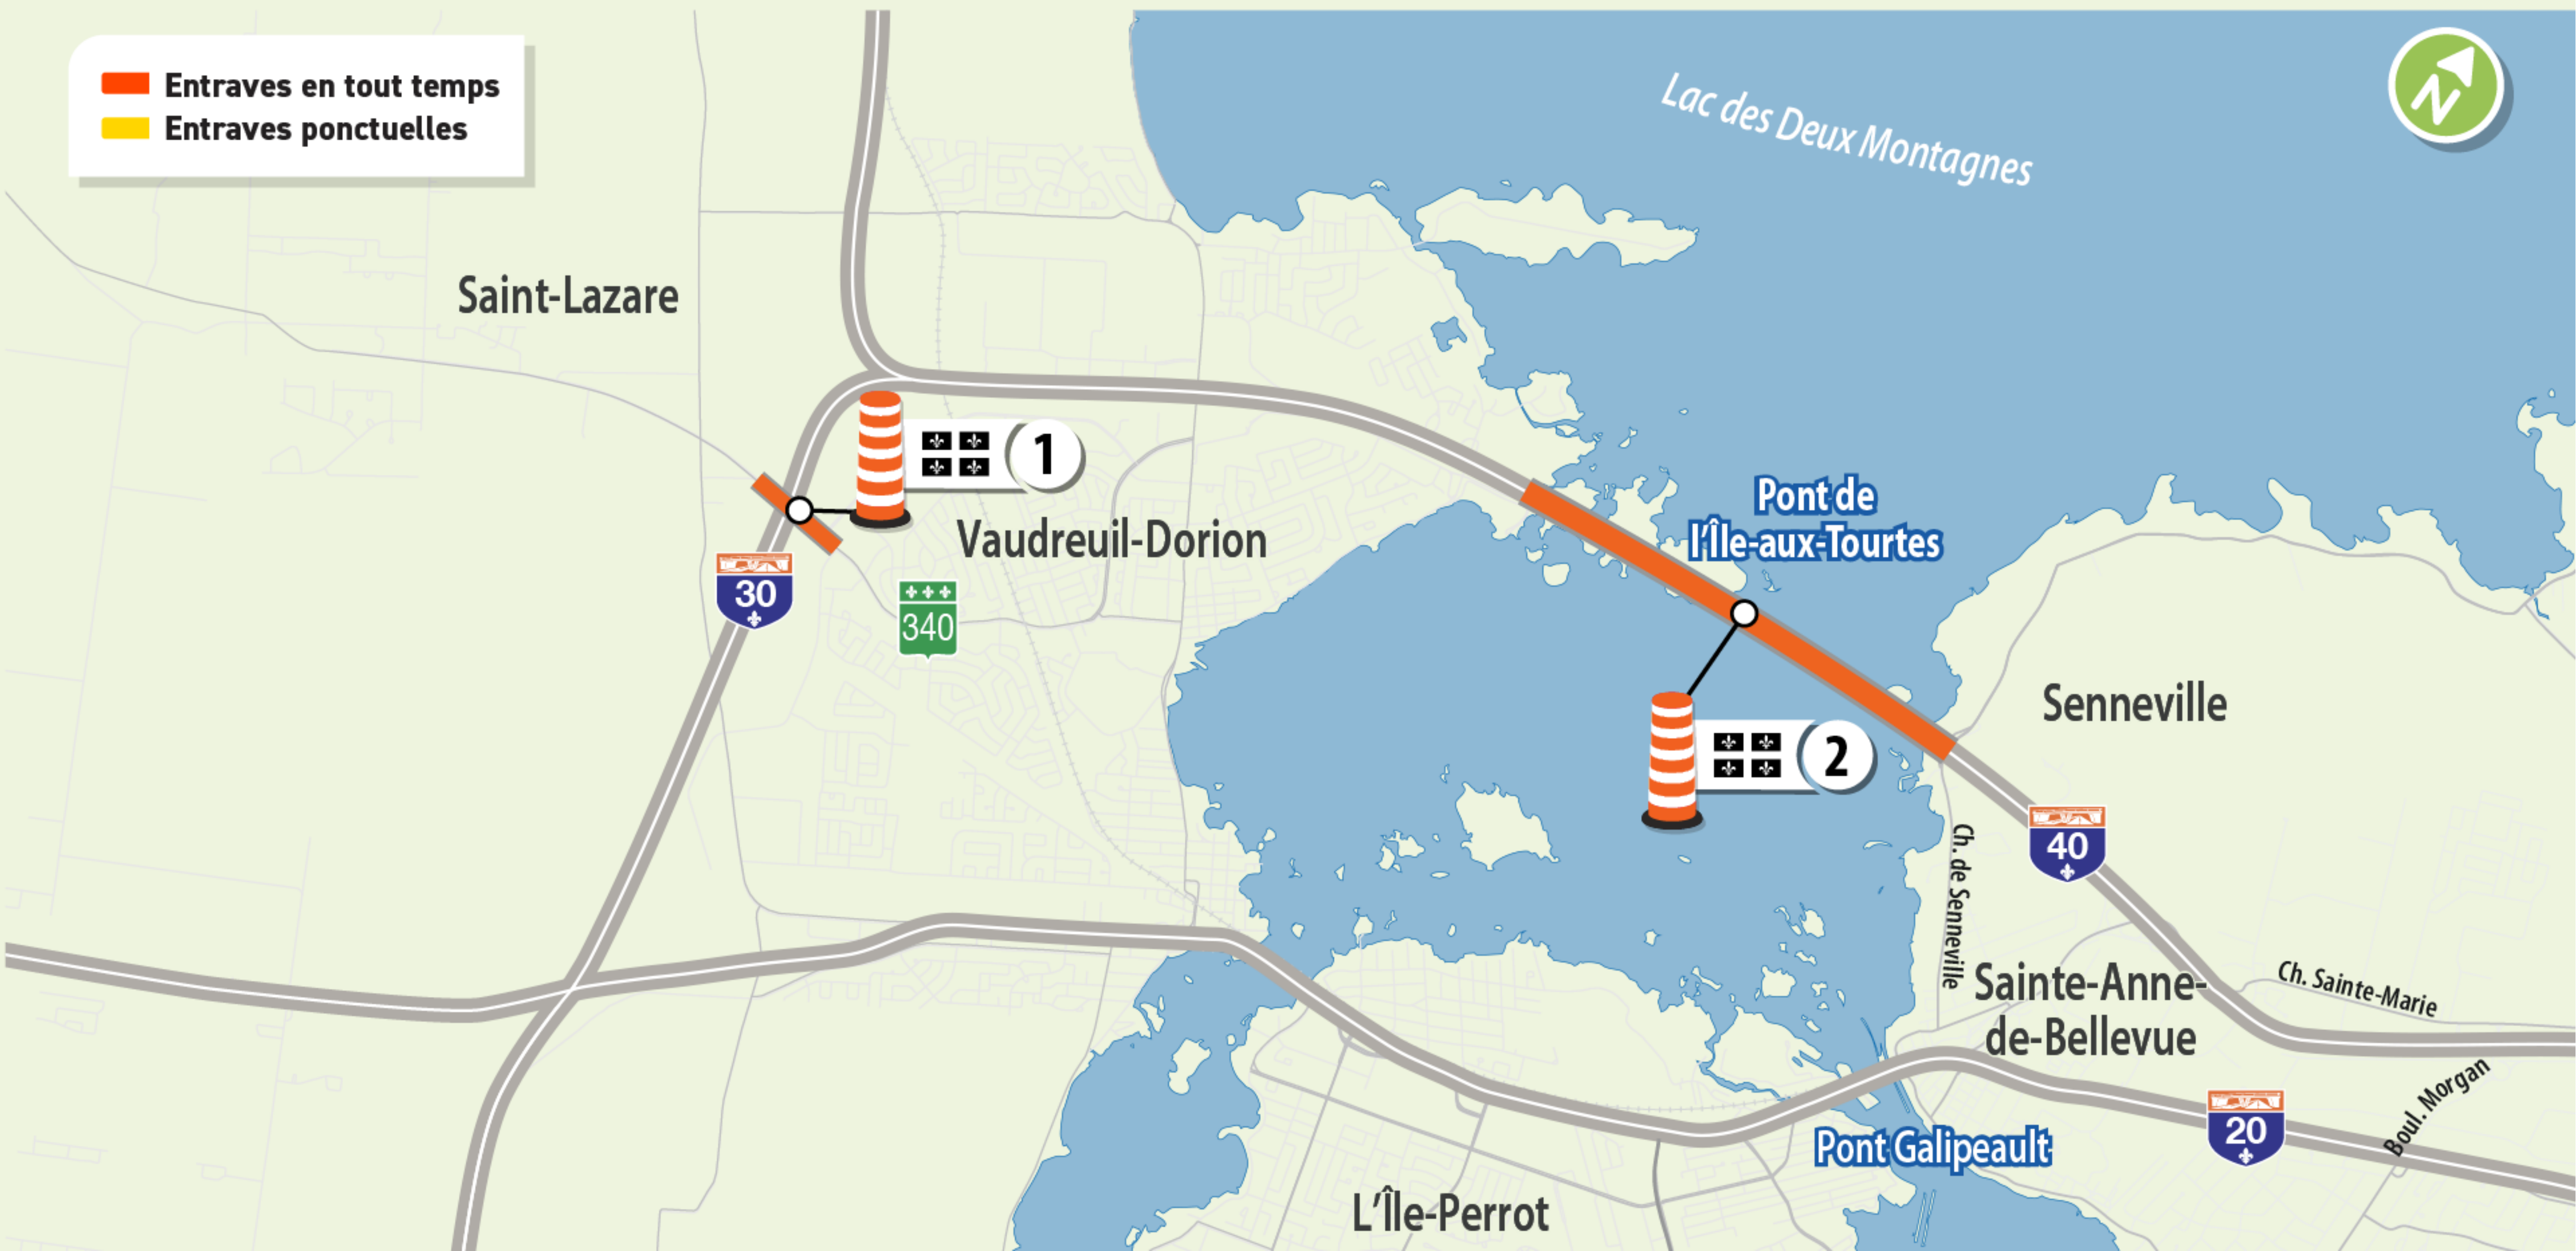 Entraves en tout temps
Entraves ponctuelles
N
Lac des Deux Montagnes
Saint-Lazare
1
Vaudreuil-Dorion
30
340
Pont de
l'Île-aux-Tourtes
Senneville
2
40
Ch. de Senneville
Sainte-Anne-
de-Bellevue
Ch. Sainte-Marie
Boul. Morgan
20
Pont Galipeault
L'Île-Perrot